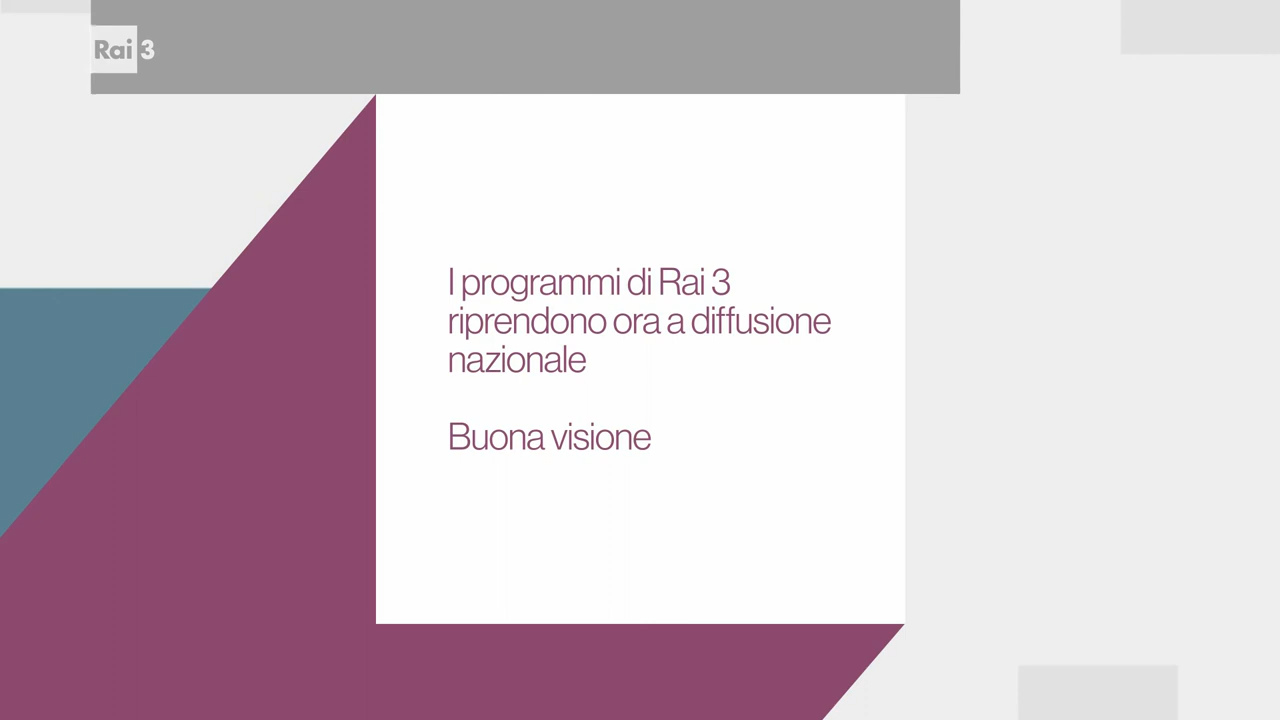 Rai 3
I programmi di Rai 3
riprendono ora a diffusione
nazionale
Buona visione